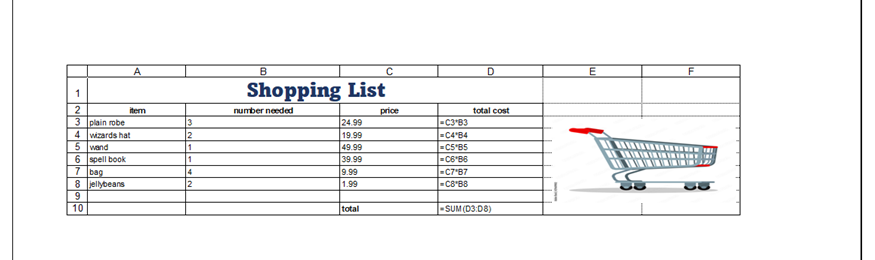 A B C D E F
1 Shopping List
2 item number needed price total cost
3 plain robe 3 24.99 =C3*B3
4 wizards hat 2 19.99 =C4*B4
5 wand 1 49.99 =C5*B5
6 spell book 1 39.99 =C6*B6
7 bag 4 9.99 =C7*B7
8 jellybeans 2 1.99 =C8*B8
9
10 total =SUM(D3:D8)